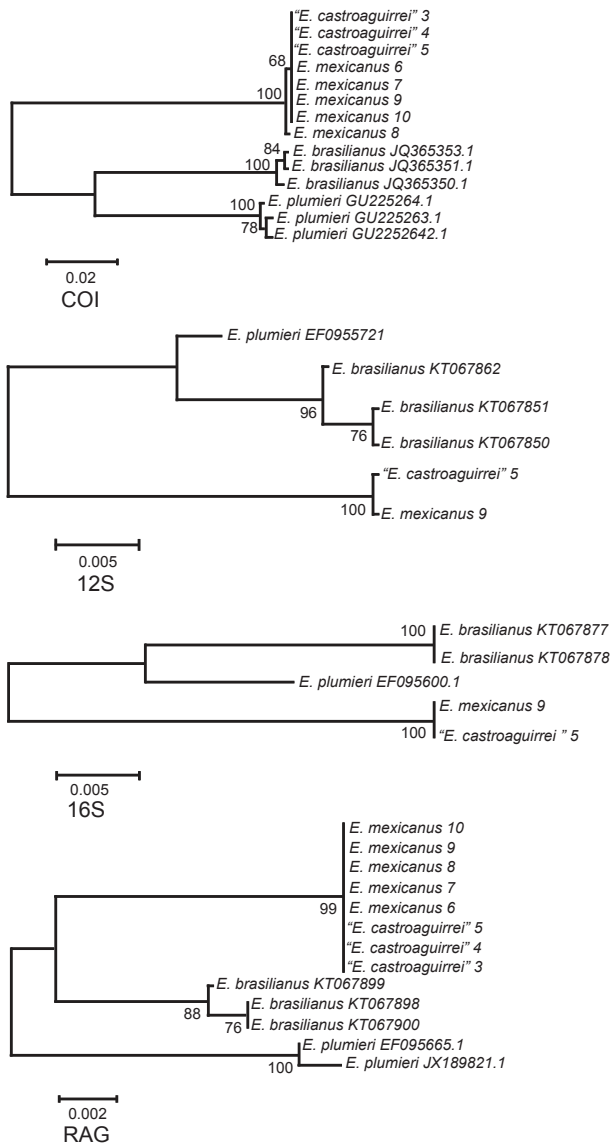 "E. castroaguirrei" 3
"E. castroaguirrei" 4
"E. castroaguirrei" 5
68
E. mexicanus 6
E. mexicanus 7
100
E. mexicanus 9
E. mexicanus 10
E. mexicanus 8
84
E. brasilianus JQ365353.1
100
E. brasilianus JQ365351.1
E. brasilianus JQ365350.1
100
E. plumieri GU225264.1
E. plumieri GU225263.1
78
E. plumieri GU2252642.1
0.02
COI
E. plumieri EF0955721
E. brasilianus KT067862
96
E. brasilianus KT067851
76
E. brasilianus KT067850
"E. castroaguirrei" 5
100
E. mexicanus 9
0.005
12S
100
E. brasilianus KT067877
E. brasilianus KT067878
E. plumieri EF095600.1
E. mexicanus 9
100
"E. castroaguirrei " 5
0.005
16S
E. mexicanus 10
E. mexicanus 9
E. mexicanus 8
E. mexicanus 7
99
E. mexicanus 6
"E. castroaguirrei" 5
"E. castroaguirrei" 4
"E. castroaguirrei" 3
E. brasilianus KT067899
88
E. brasilianus KT067898
76
E. brasilianus KT067900
E. plumieri EF095665.1
100
E. plumieri JX189821.1
0.002
RAG